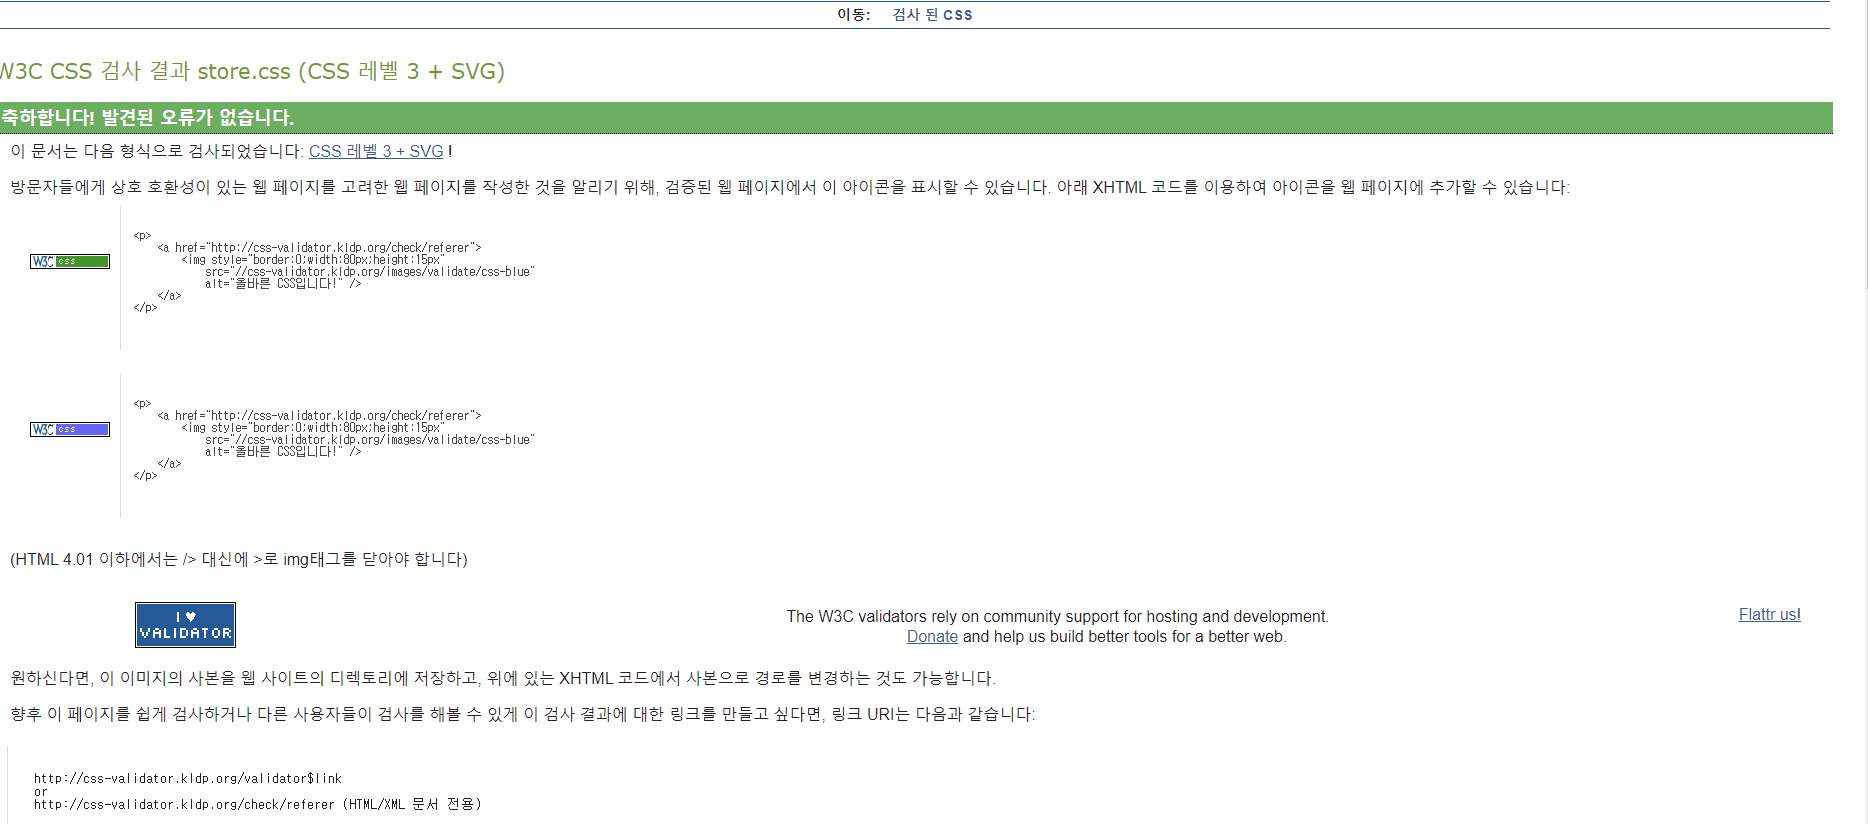 이동: 검사 된 CSS
W3C CSS 검사 결과 store.css (CSS 레벨 3 + SVG)
축하합니다! 발견된 오류가 없습니다.
이 문서는 다음 형식으로 검사되었습니다: CSS 레벨 3 + SVG !
방문자들에게 상호 호환성이 있는 웹 페이지를 고려한 웹 페이지를 작성한 것을 알리기 위해, 검증된 웹 페이지에서 이 아이콘을 표시할 수 있습니다. 아래 XHTML 코드를 이용하여 아이콘을 웹 페이지에 추가할 수 있습니다:
<p>
<a href="http://css-validator.kldp.org/check/referer">
W3C css
<img style="border:0;width:80px;height:15px"
src="//css-validator.kldp.org/images/validate/css-blue"
alt="올바른 CSS입니다!" />
</a>
</p>
<p>
<a href="http://css-validator.kldp.org/check/referer">
W3C css
<img style="border:0;width:80px;height:15px"
src="//css-validator.kldp.org/images/validate/css-blue"
alt="올바른 CSS입니다!" />
</a>
</p>
(HTML 4.01 이하에서는 /> 대신에 >로 img태그를 닫아야 합니다)
I ♥
VALIDATOR
The W3C validators rely on community support for hosting and development.
Donate and help us build better tools for a better web.
Flattr us!
원하신다면, 이 이미지의 사본을 웹 사이트의 디렉토리에 저장하고, 위에 있는 XHTML 코드에서 사본으로 경로를 변경하는 것도 가능합니다.
향후 이 페이지를 쉽게 검사하거나 다른 사용자들이 검사를 해볼 수 있게 이 검사 결과에 대한 링크를 만들고 싶다면, 링크 URI는 다음과 같습니다:
http://css-validator.kldp.org/validator$link
or
http://css-validator.kldp.org/check/referer (HTML/XML 문서 전용)